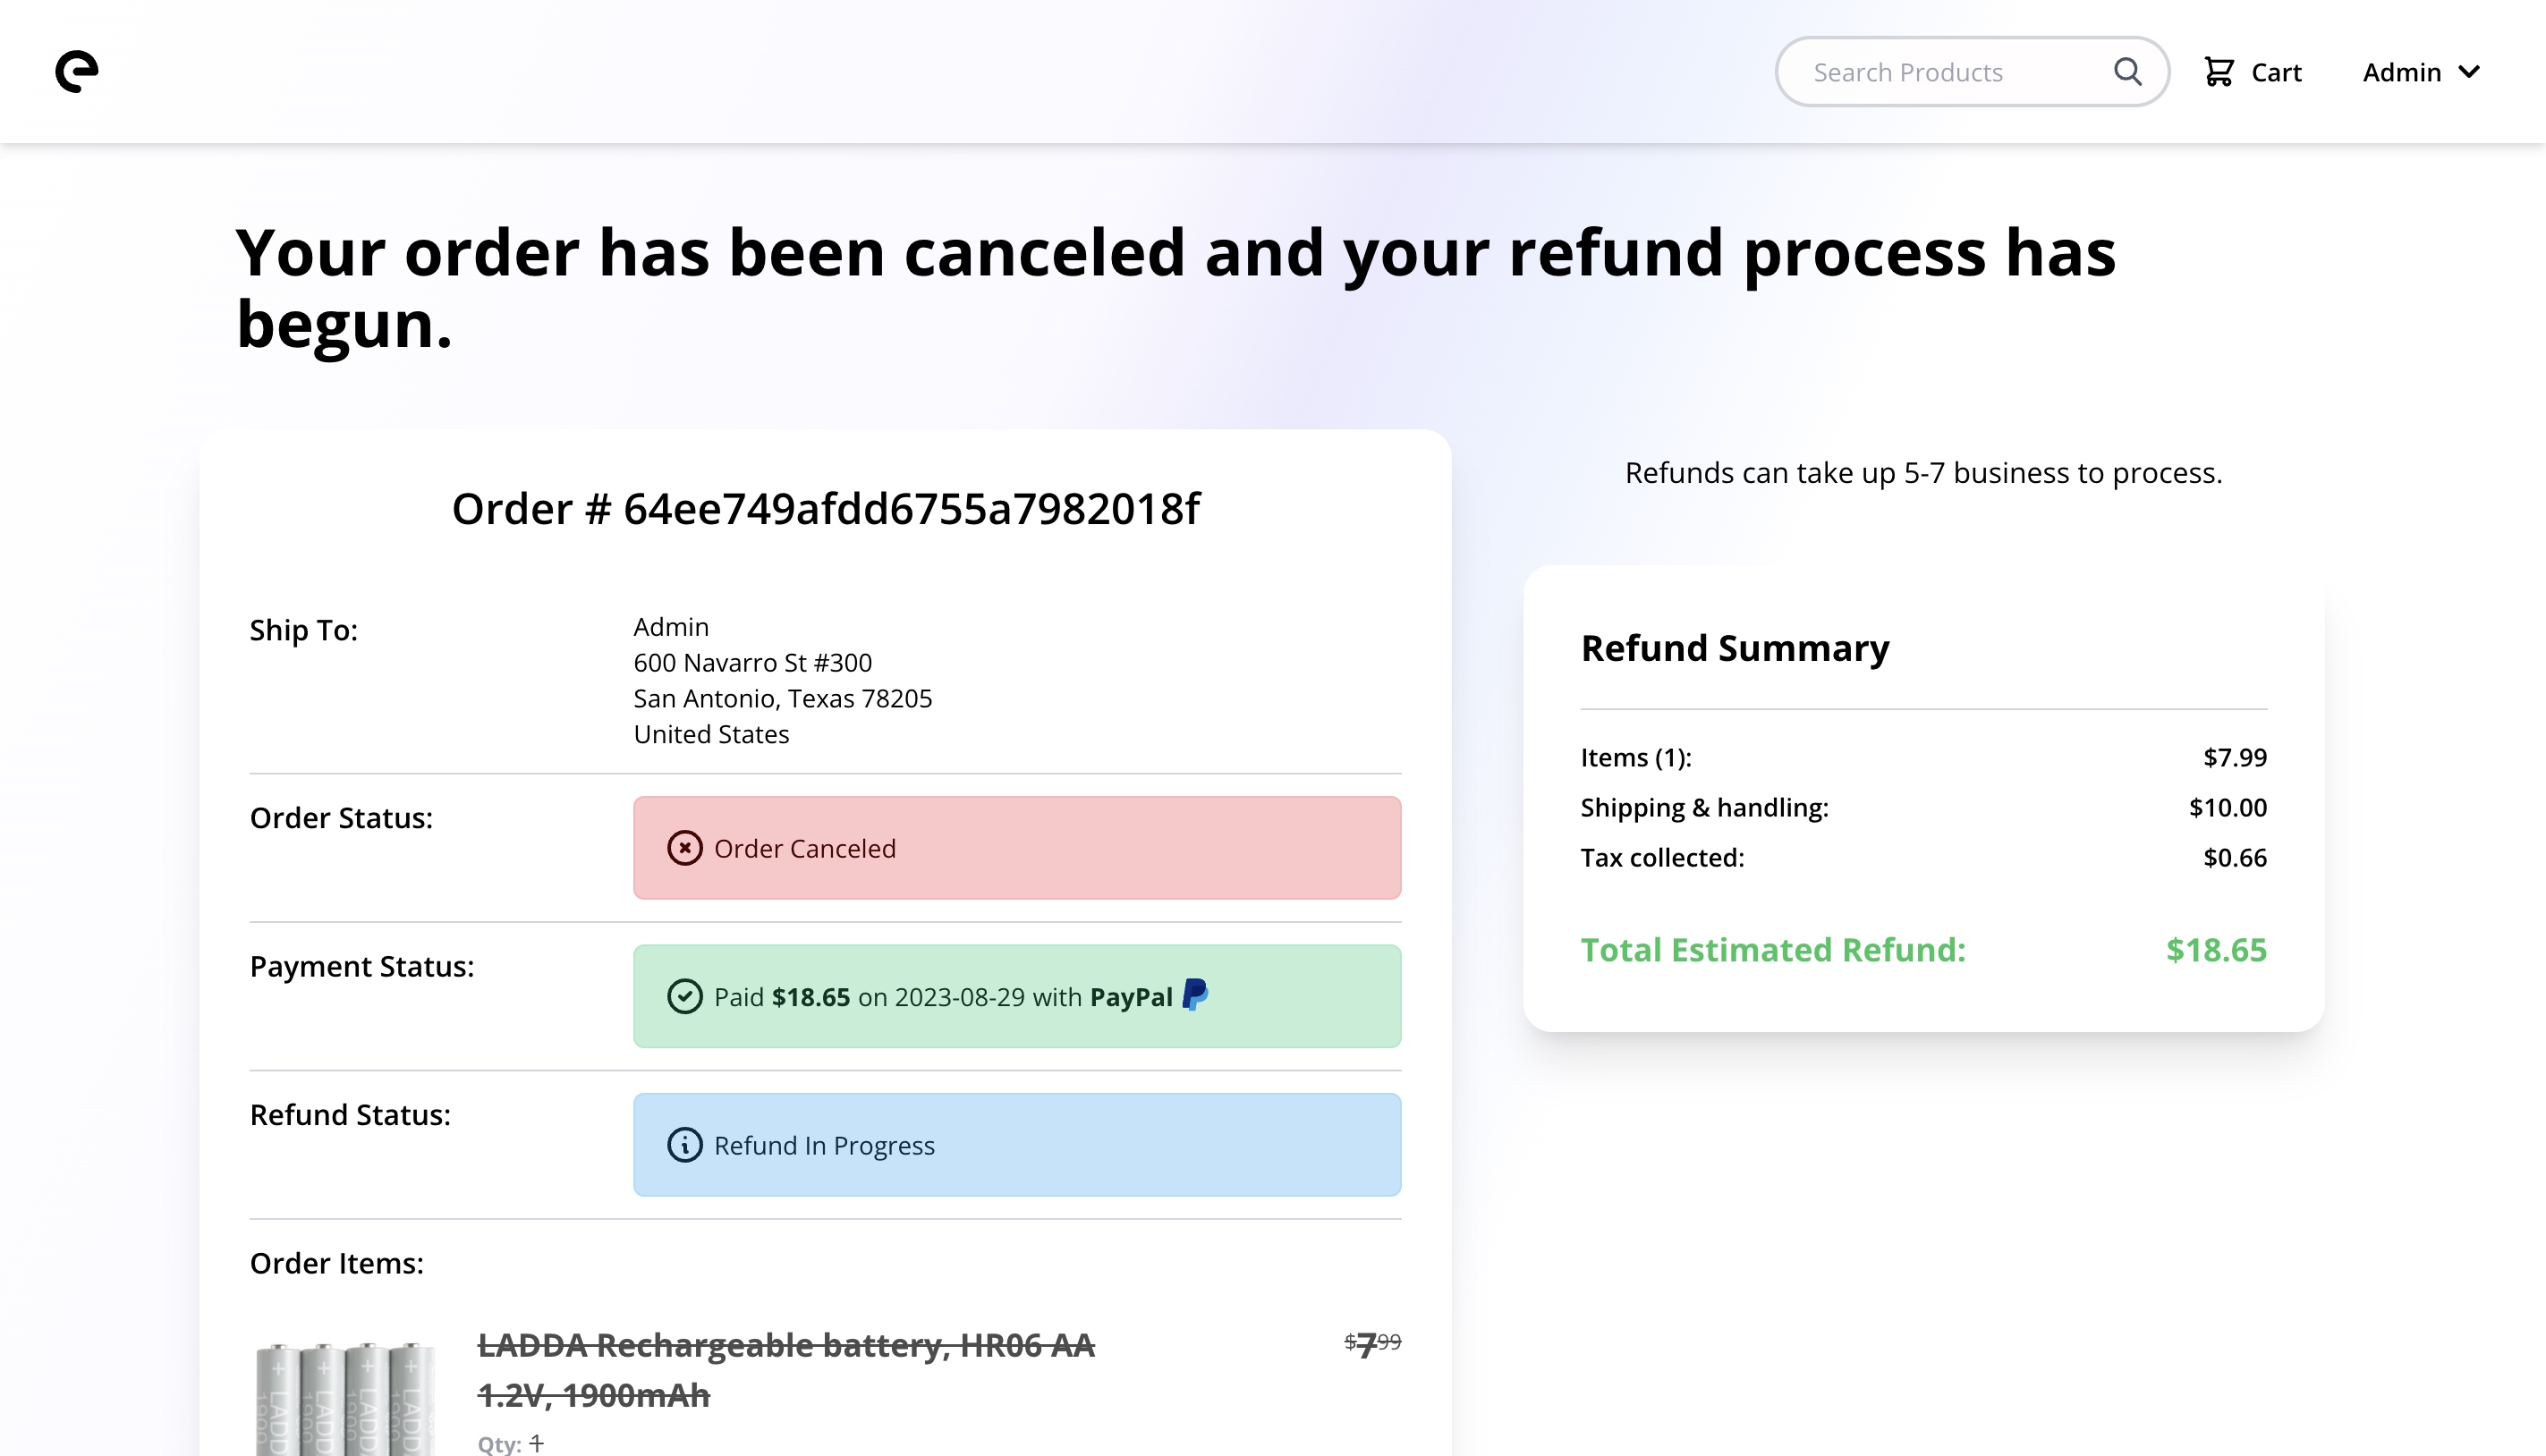 e
Search Products
Cart
Admin
Your order has been canceled and your refund process has
begun.
Order # 64ee749afdd6755a7982018f
Ship To:
Admin
600 Navarro St #300
San Antonio, Texas 78205
United States
Order Status:
Order Canceled
Payment Status:
Paid $18.65 on 2023-08-29 with PayPal
Refund Status:
Refund In Progress
Order Items:
LADDA Rechargeable battery, HR06 AA
1.2V, 1900mAh
$799
Qty: 1
Refunds can take up 5-7 business to process.
Refund Summary
Items (1): $7.99
Shipping & handling: $10.00
Tax collected: $0.66
Total Estimated Refund: $18.65